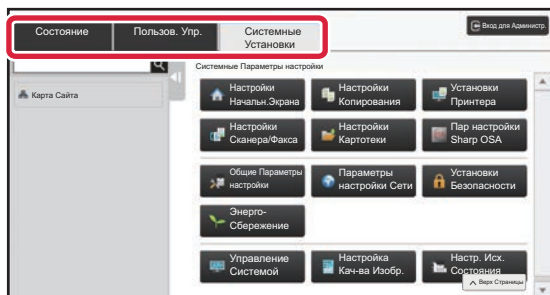 Состояние
Пользов. Упр.
Системные
Установки
Вход для Администр.
Системные Параметры настройки
Карта Сайта
Настройки
Начальн.Экрана
Настройки
Копирования
Установки
Принтера
Настройки
Сканера/Факса
Настройки
Картотеки
Пар настройки
Sharp OSA
Общие Параметры
настройки
Параметры
настройки Сети
Установки
Безопасности
Энерго-
Сбережение
Управление
Системой
Настройка
Кач-ва Изобр.
Настр. Исх.
Состояния
Верх Страницы